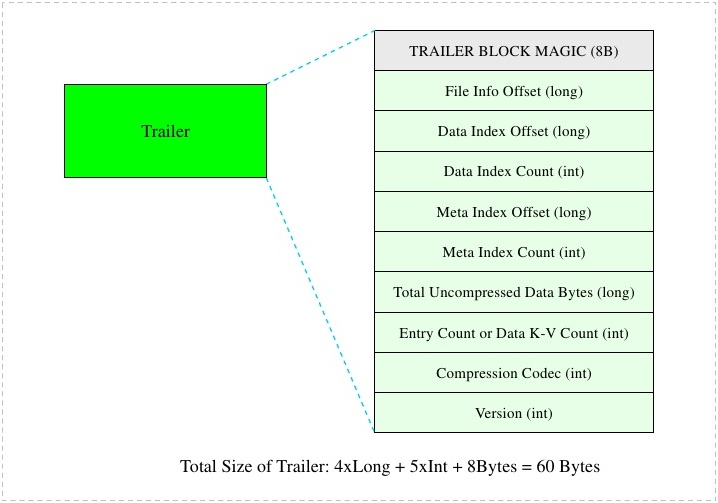 TRAILER BLOCK MAGIC (8B)
File Info Offset (long)
Trailer
Data Index Offset (long)
Data Index Count (int)
Meta Index Offset (long)
Meta Index Count (int)
Total Uncompressed Data Bytes (long)
Entry Count or Data K-V Count (int)
Compression Codec (int)
Version (int)
Total Size of Trailer: 4xLong + 5xInt + 8Bytes = 60 Bytes